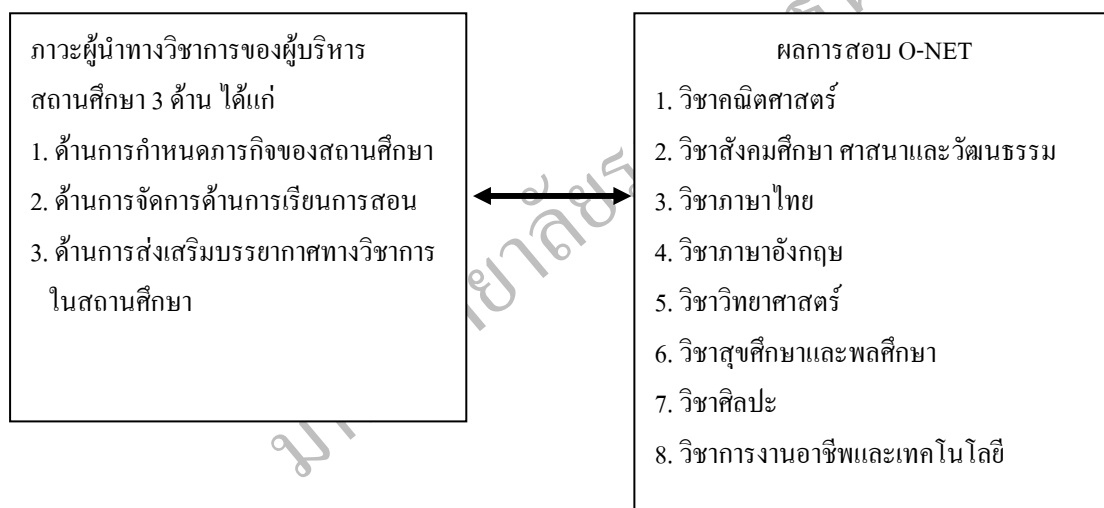 ภาวะผู้นำทางวิชาการของผู้บริหาร
สถานศึกษา 3 ด้าน ได้แก่
1. ด้านการกำหนดภารกิจของสถานศึกษา
2. ด้านการจัดการด้านการเรียนการสอน
3. ด้านการส่งเสริมบรรยากาศทางวิชาการ
ในสถานศึกษา
ผลการสอบ O-NET
1. วิชาคณิตศาสตร์
2. วิชาสังคมศึกษา ศาสนาและวัฒนธรรม
3. วิชาภาษาไทย
4. วิชาภาษาอังกฤษ
5. วิชาวิทยาศาสตร์
6. วิชาสุขศึกษาและพลศึกษา
7. วิชาศิลปะ
8. วิชาการงานอาชีพและเทคโนโลยี